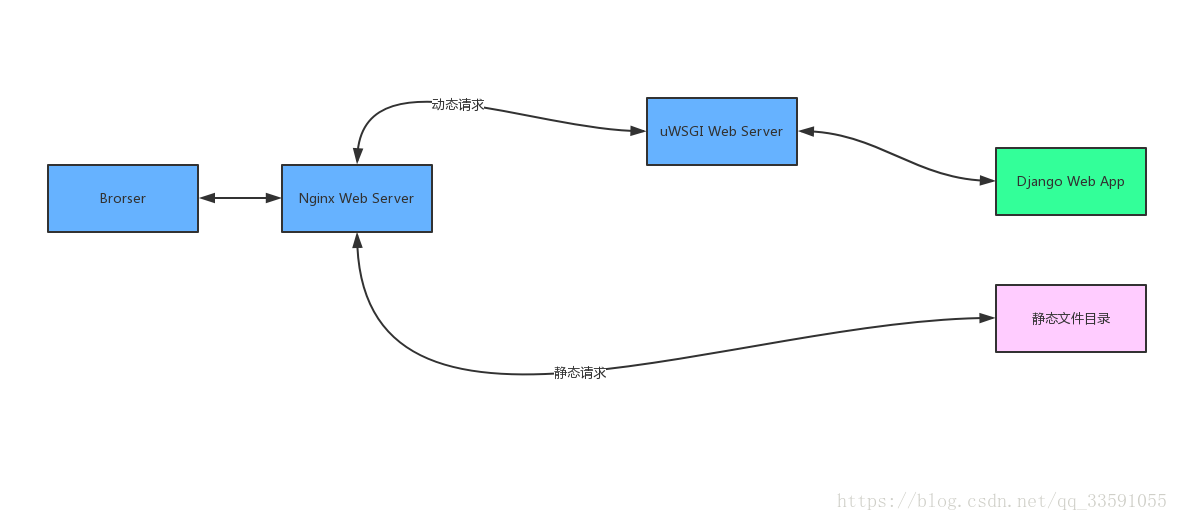 动态请求
uWSGI Web Server
Django Web App
Brorser
Nginx Web Server
静态文件目录
静态请求
https://blog.csdn.net/qq_33591055